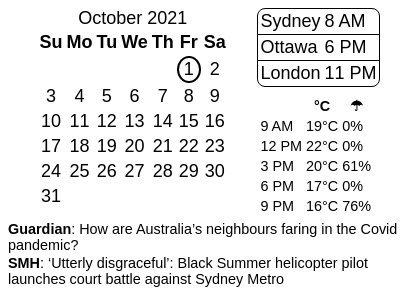 October 2021
Su Mo Tu We Th Fr Sa
1 2
3 4 5 6 7 8 9
10 11 12 13 14 15 16
17 18 19 20 21 22 23
24 25 26 27 28 29 30
31
Sydney 8 AM
Ottawa 6 PM
London 11 PM
°C ☂
9 AM 19°C 0%
12 PM 22°C 0%
3 PM 20°C 61%
6 PM 17°C 0%
9 PM 16°C 76%
Guardian: How are Australia’s neighbours faring in the Covid
pandemic?
SMH: ‘Utterly disgraceful’: Black Summer helicopter pilot
launches court battle against Sydney Metro